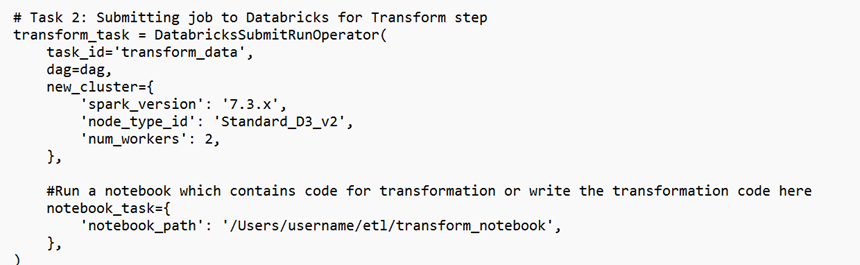 # Task 2: Submitting job to Databricks for Transform step
transform_task = DatabricksSubmitRunOperator(
    task_id='transform_data',
    dag=dag,
    new_cluster={
        'spark_version': '7.3.x',
        'node_type_id': 'Standard_D3_v2',
        'num_workers': 2,
    },

    #Run a notebook which contains code for transformation or write the transformation code here
    notebook_task={
        'notebook_path': '/Users/username/etl/transform_notebook',
    },
)